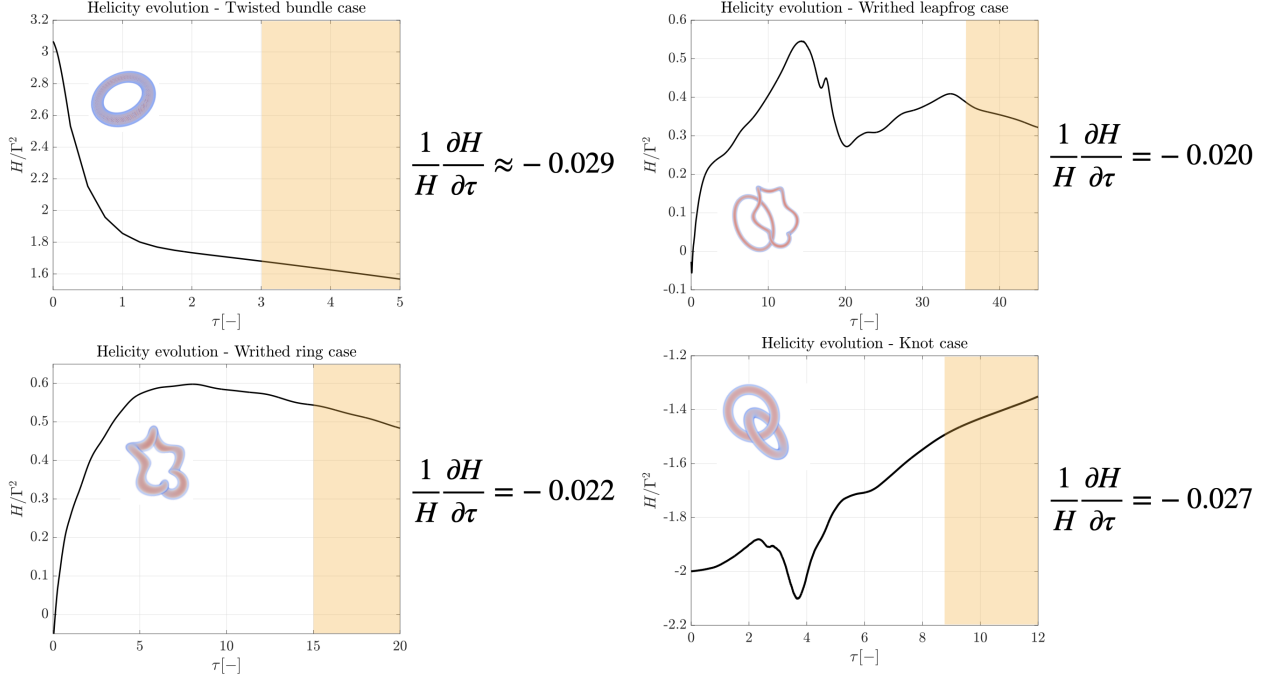 Helicity evolution - Twisted bundle case
3.2
3
2.8
2.6
2.4
2.2
2
1.8
1.6
H/Γ²
0 1 2 3 4 5
τ[−]
1/H ∂H/∂τ ≈ − 0.029
Helicity evolution - Writhed leapfrog case
0.6
0.5
0.4
0.3
0.2
0.1
0
-0.1
H/Γ²
0 10 20 30 40
τ[−]
1/H ∂H/∂τ = − 0.020
Helicity evolution - Writhed ring case
0.6
0.5
0.4
0.3
0.2
0.1
0
H/Γ²
0 5 10 15 20
τ[−]
1/H ∂H/∂τ = − 0.022
Helicity evolution - Knot case
-1.2
-1.4
-1.6
-1.8
-2
-2.2
H/Γ²
0 2 4 6 8 10 12
τ[−]
1/H ∂H/∂τ = − 0.027